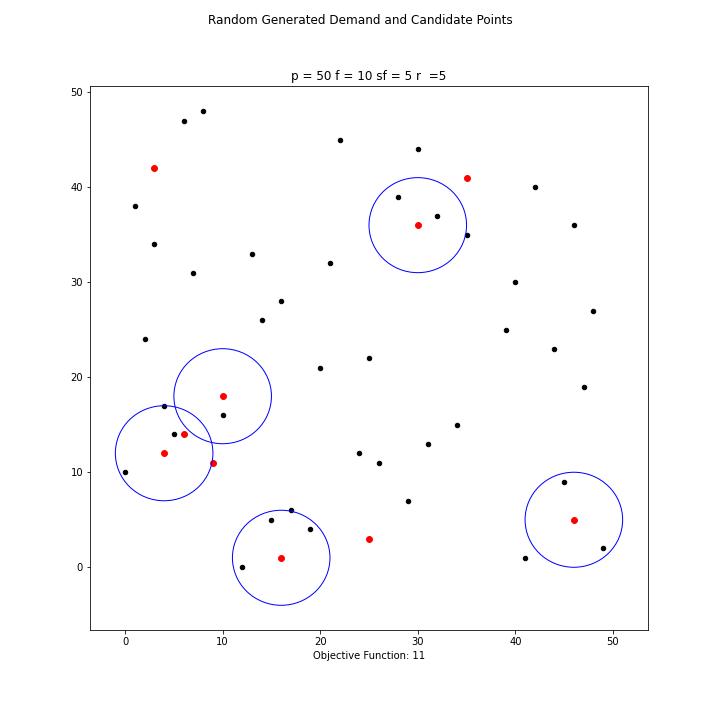 Random Generated Demand and Candidate Points
p = 50 f = 10 sf = 5 r  =5
50
40
30
20
10
0
0 10 20 30 40 50
Objective Function: 11